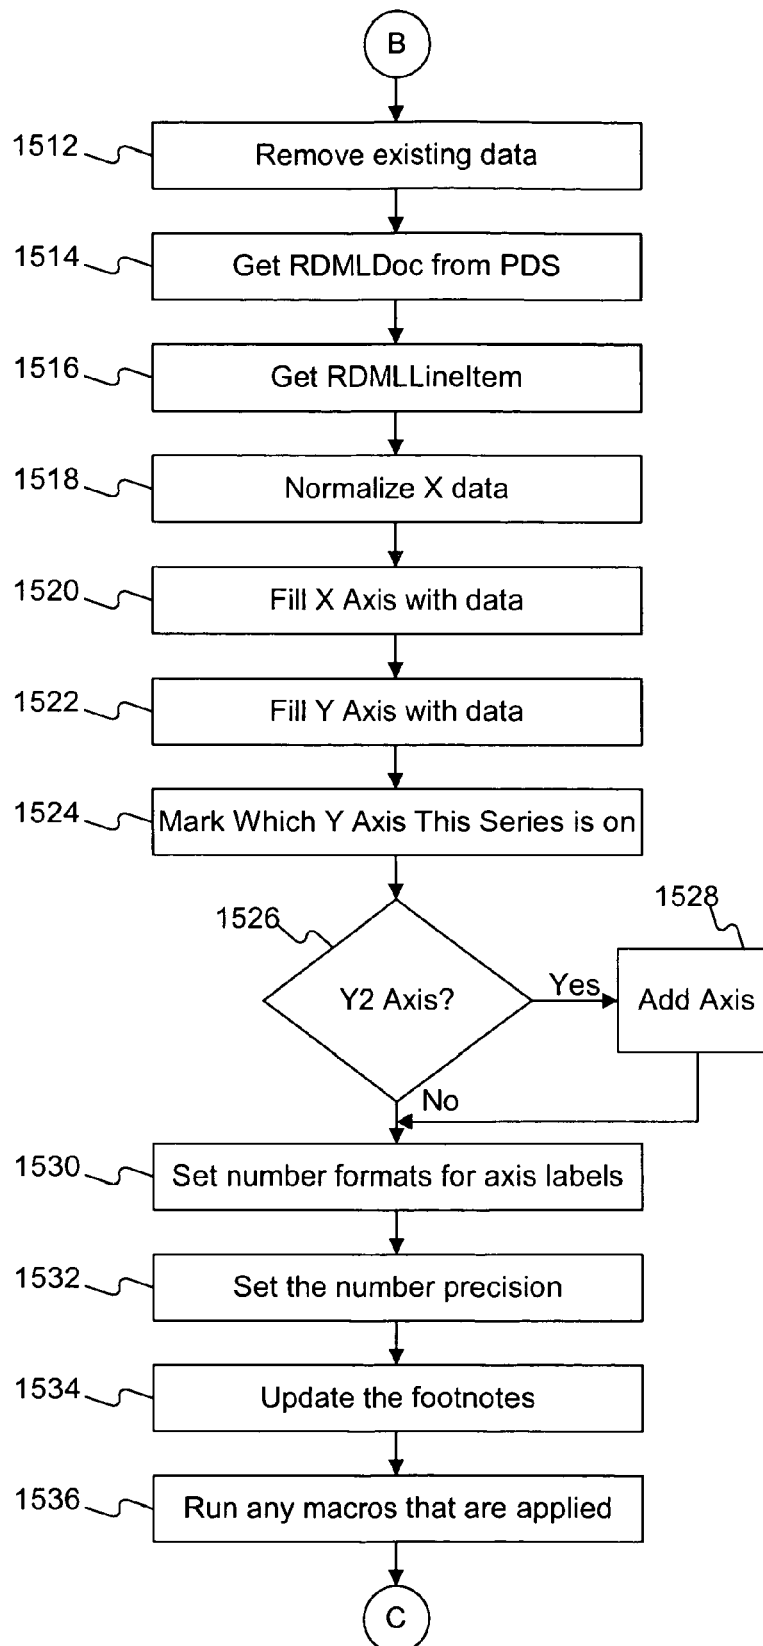 B
1512
Remove existing data
1514
Get RDMLDoc from PDS
1516
Get RDMLLineItem
1518
Normalize X data
1520
Fill X Axis with data
1522
Fill Y Axis with data
1524
Mark Which Y Axis This Series is on
1526
1528
Y2 Axis?
Yes
Add Axis
No
1530
Set number formats for axis labels
1532
Set the number precision
1534
Update the footnotes
1536
Run any macros that are applied
C